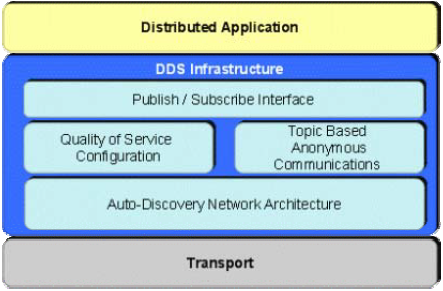 Distributed Application
DDS Infrastructure
Publish / Subscribe Interface
Quality of Service
Configuration
Topic Based
Anonymous
Communications
Auto-Discovery Network Architecture
Transport